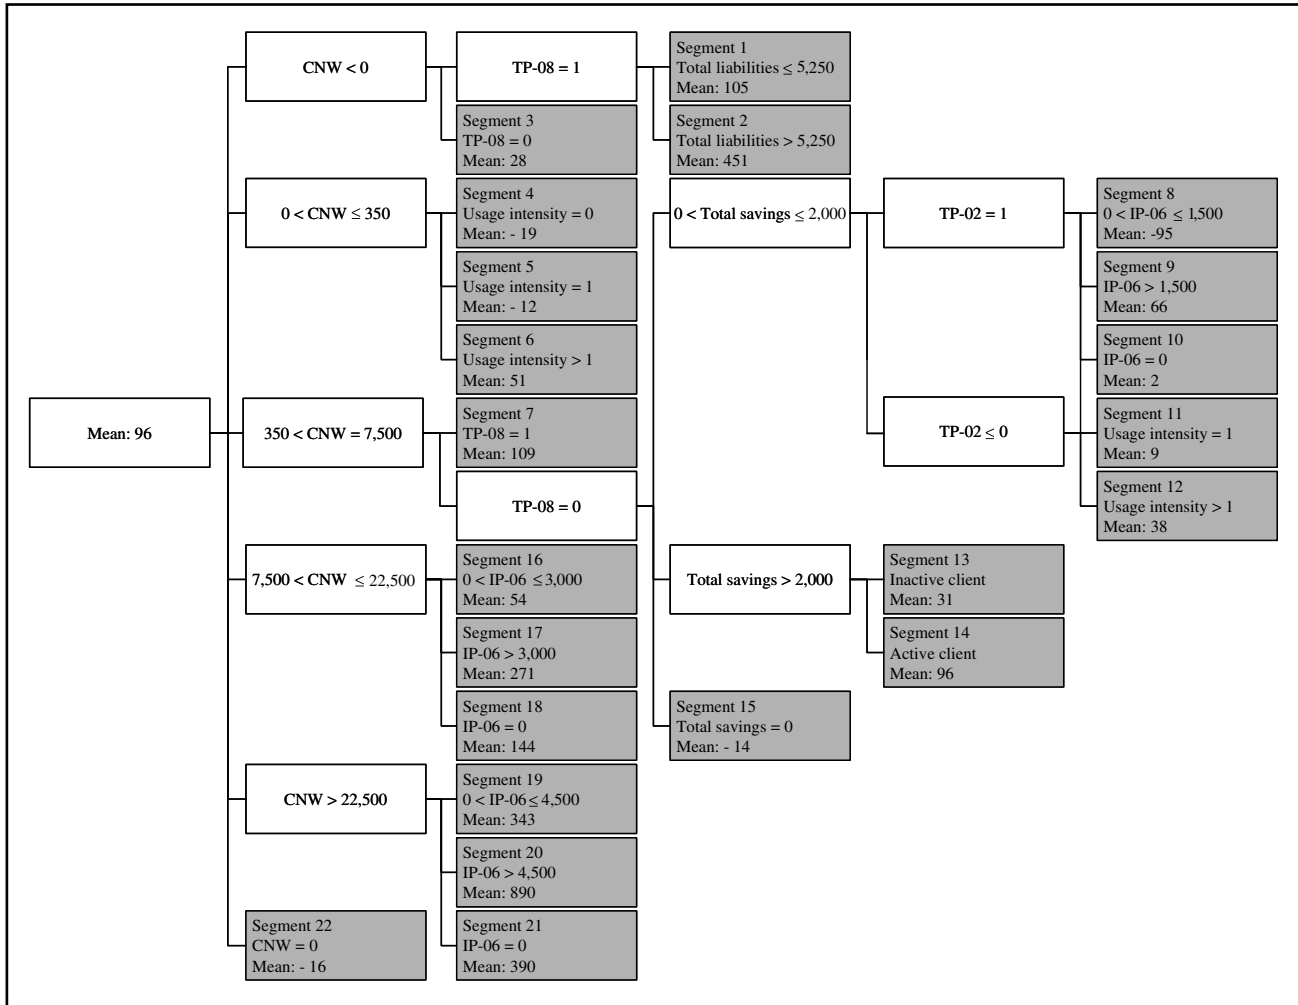 CNW < 0
TP-08 = 1
Segment 1
Total liabilities ≤ 5,250
Mean: 105
Segment 3
TP-08 = 0
Mean: 28
Segment 2
Total liabilities > 5,250
Mean: 451
0 < CNW ≤ 350
Segment 4
Usage intensity = 0
Mean: - 19
0 < Total savings ≤ 2,000
TP-02 = 1
Segment 8
0 < IP-06 ≤ 1,500
Mean: -95
Segment 5
Usage intensity = 1
Mean: - 12
Segment 9
IP-06 > 1,500
Mean: 66
Segment 6
Usage intensity > 1
Mean: 51
Segment 10
IP-06 = 0
Mean: 2
Mean: 96
350 < CNW = 7,500
Segment 7
TP-08 = 1
Mean: 109
TP-02 ≤ 0
Segment 11
Usage intensity = 1
Mean: 9
TP-08 = 0
Segment 12
Usage intensity > 1
Mean: 38
7,500 < CNW ≤ 22,500
Segment 16
0 < IP-06 ≤ 3,000
Mean: 54
Total savings > 2,000
Segment 13
Inactive client
Mean: 31
Segment 17
IP-06 > 3,000
Mean: 271
Segment 14
Active client
Mean: 96
Segment 18
IP-06 = 0
Mean: 144
Segment 15
Total savings = 0
Mean: - 14
CNW > 22,500
Segment 19
0 < IP-06 ≤ 4,500
Mean: 343
Segment 20
IP-06 > 4,500
Mean: 890
Segment 22
CNW = 0
Mean: - 16
Segment 21
IP-06 = 0
Mean: 390